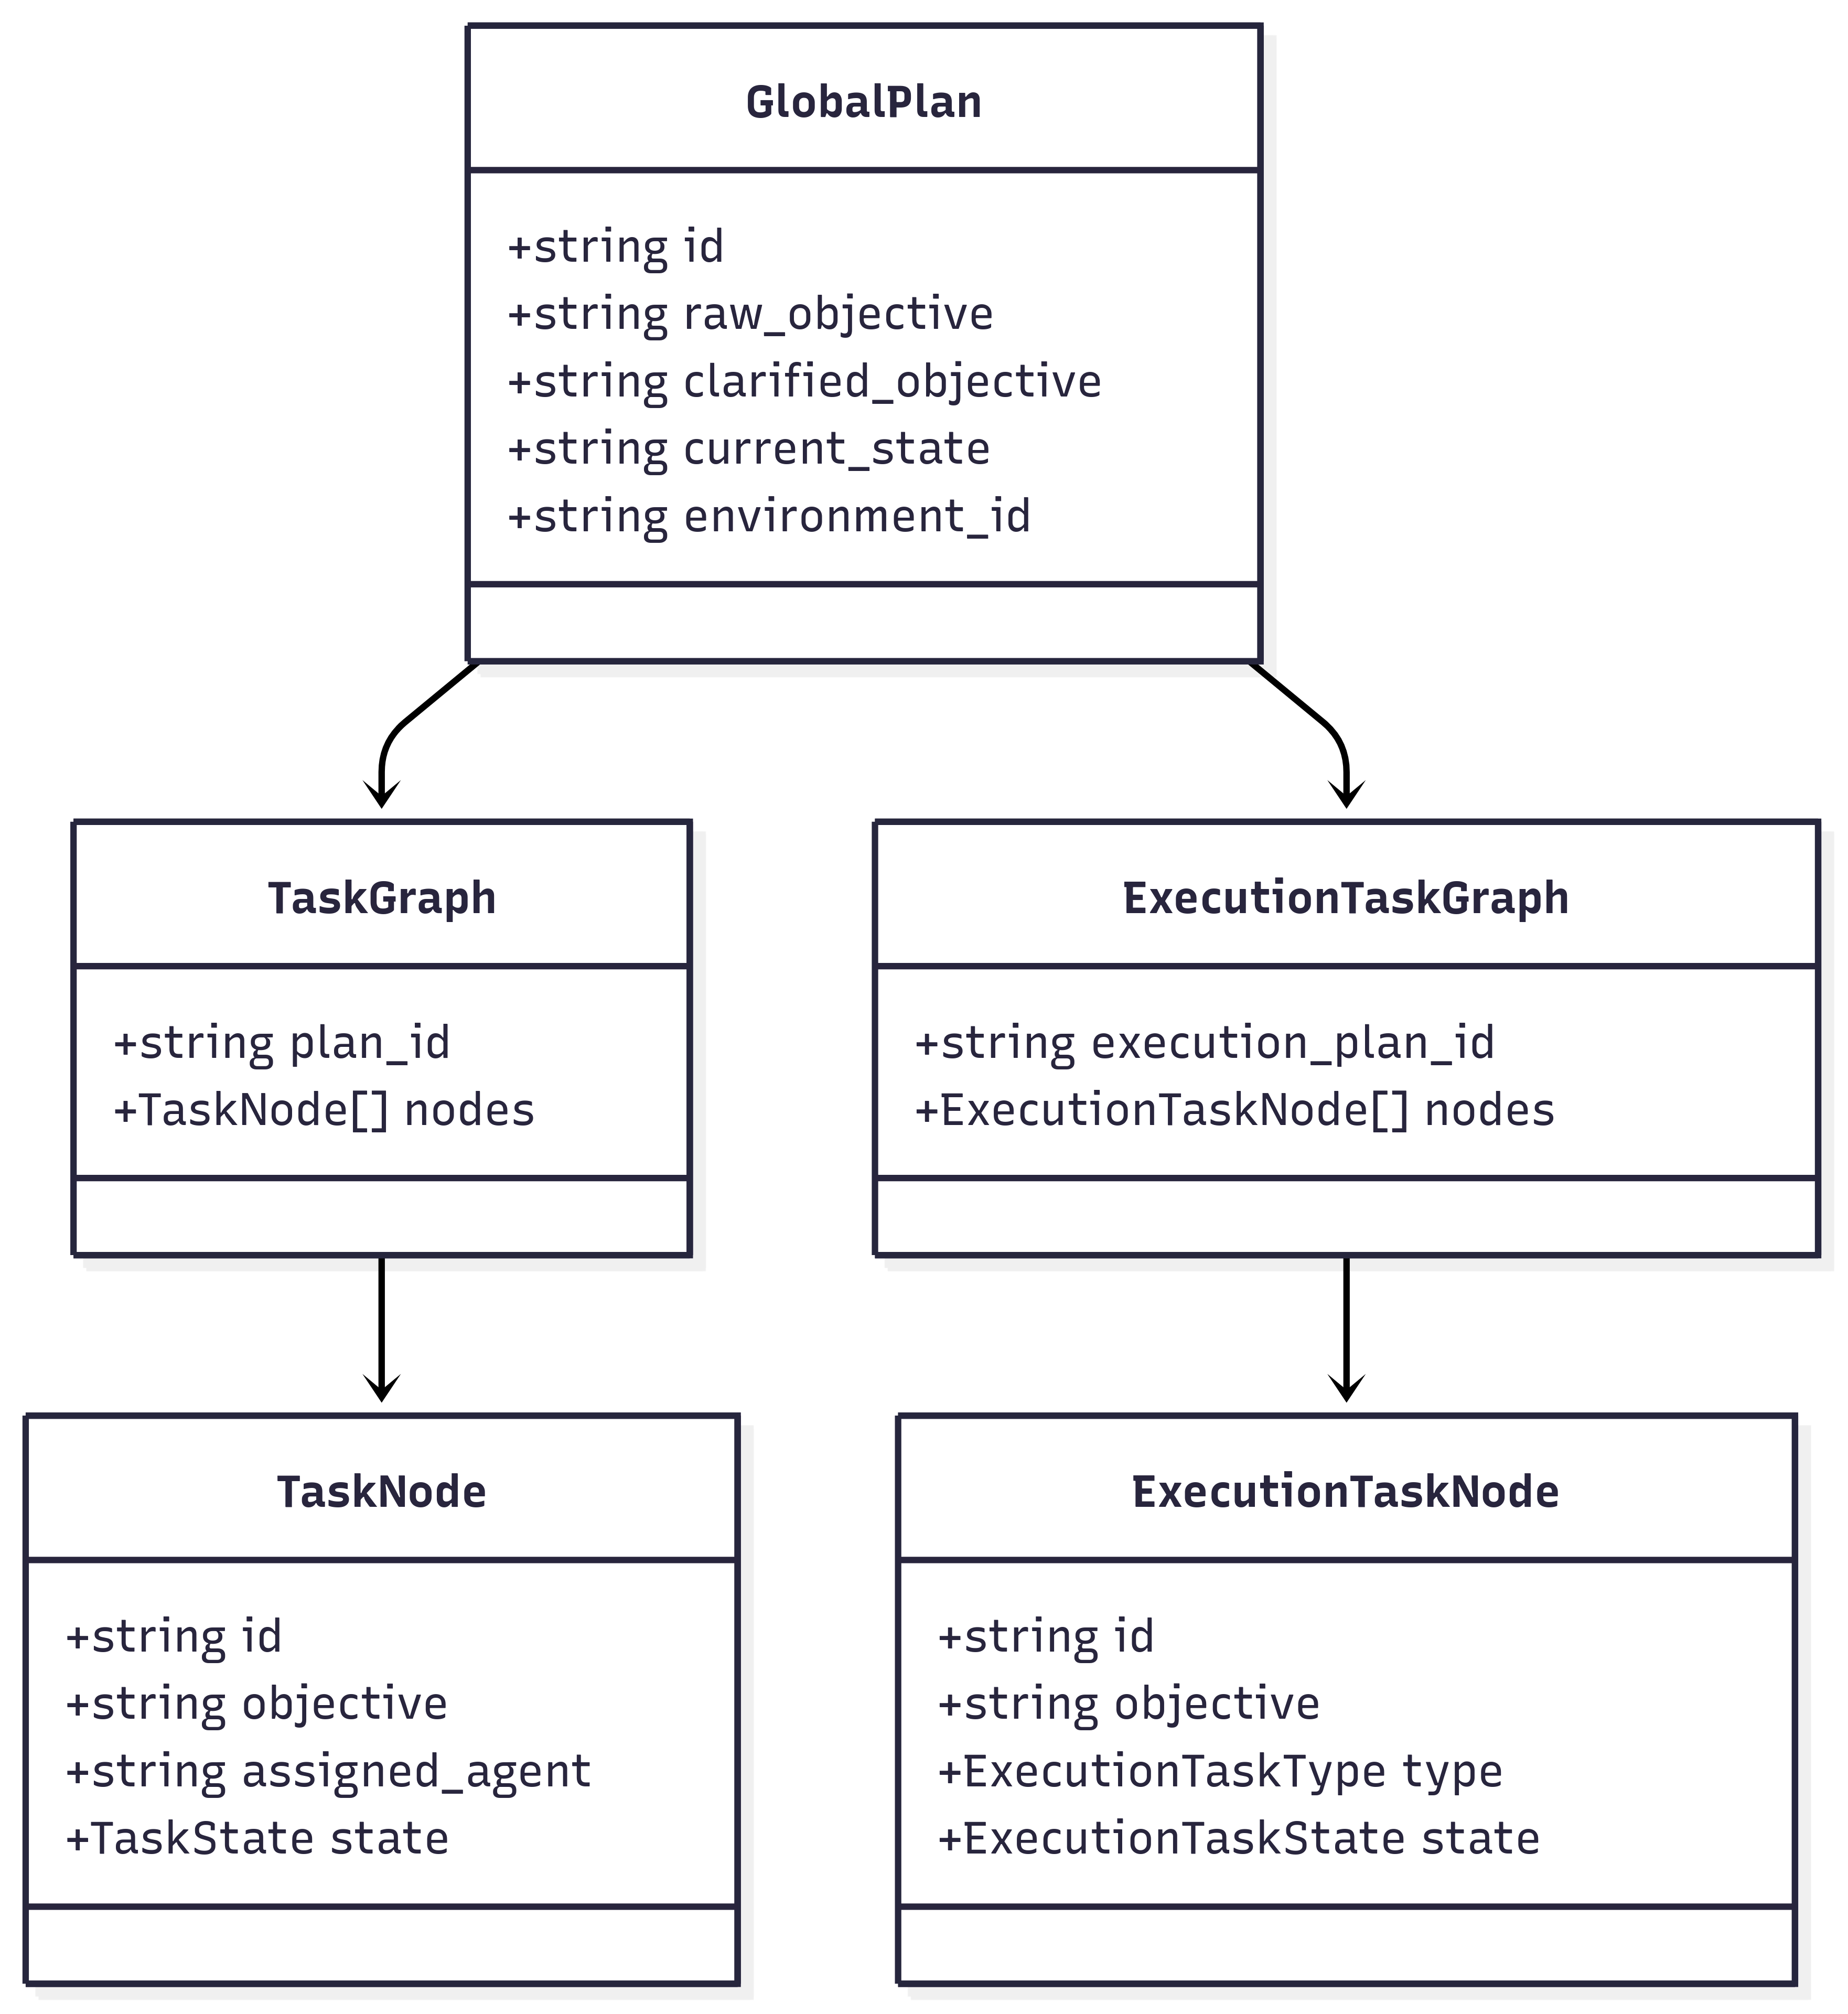 GlobalPlan
+string id
+string raw_objective
+string clarified_objective
+string current_state
+string environment_id
TaskGraph
+string plan_id
+TaskNode[] nodes
ExecutionTaskGraph
+string execution_plan_id
+ExecutionTaskNode[] nodes
TaskNode
+string id
+string objective
+string assigned_agent
+TaskState state
ExecutionTaskNode
+string id
+string objective
+ExecutionTaskType type
+ExecutionTaskState state